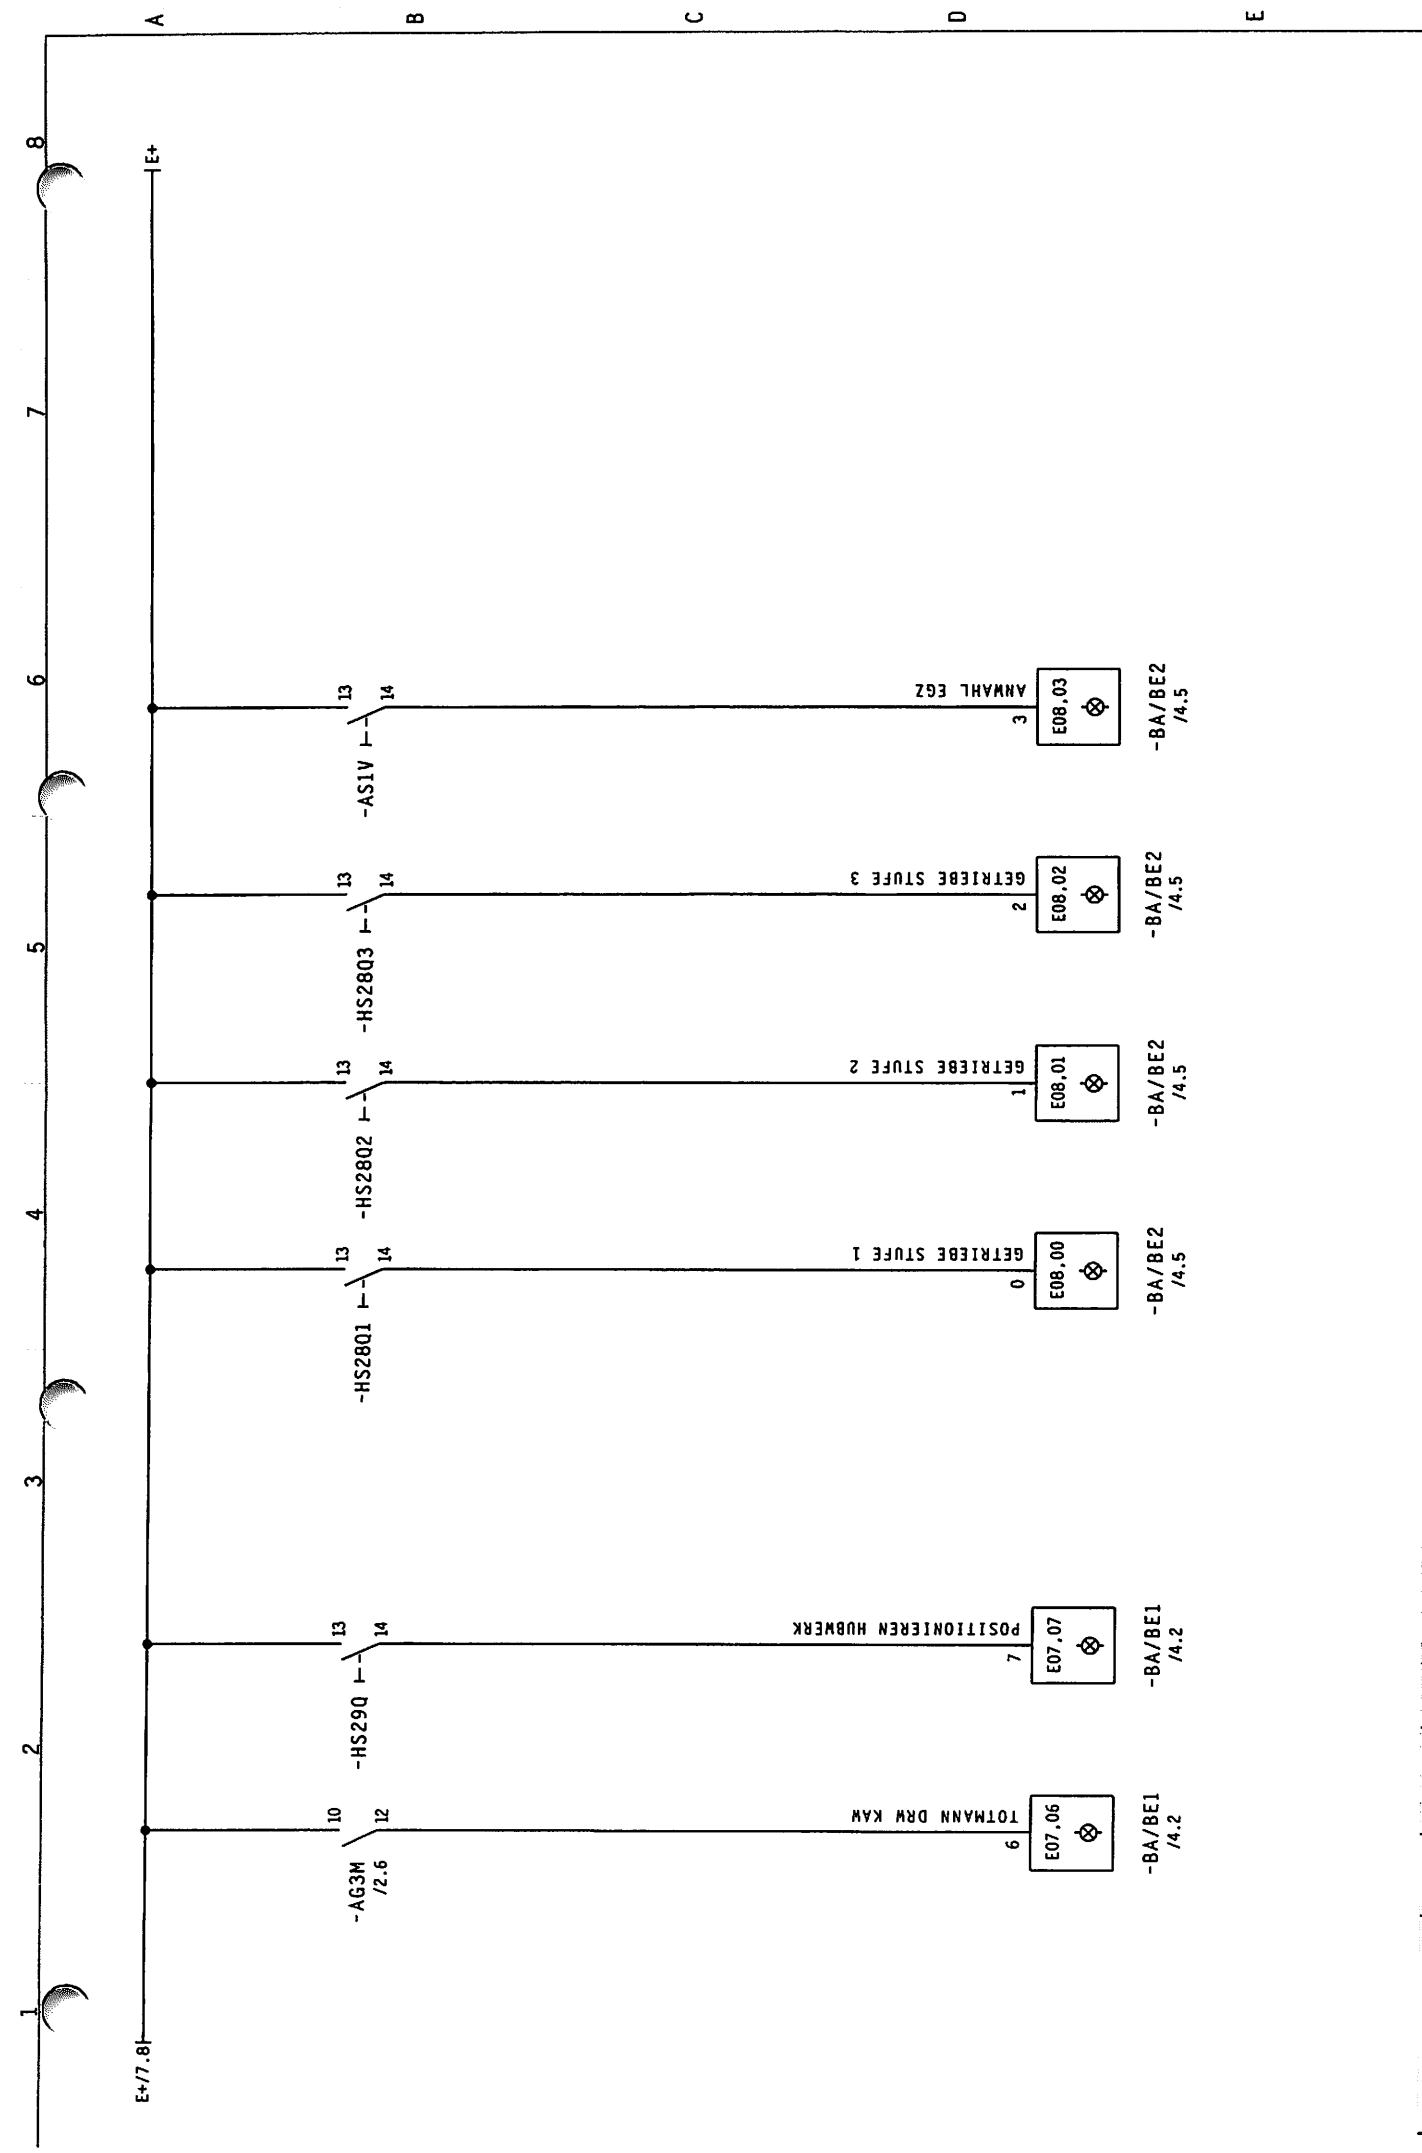 1 2 3 4 5 6 7 8
A
B
C
D
E
E+/7.8
E+
-AG3M
/2.6
10
12
TOTMANN DRW KAW
6
E07,06
-BA/BE1
/4.2
-HS29Q
13
14
POSITIONIEREN HUBWERK
7
E07,07
-BA/BE1
/4.2
-HS28Q1
13
14
GETRIEBE STUFE 1
0
E08,00
-BA/BE2
/4.5
-HS28Q2
13
14
GETRIEBE STUFE 2
1
E08,01
-BA/BE2
/4.5
-HS28Q3
13
14
GETRIEBE STUFE 3
2
E08,02
-BA/BE2
/4.5
-AS1V
13
14
ANWAHL EGZ
3
E08,03
-BA/BE2
/4.5